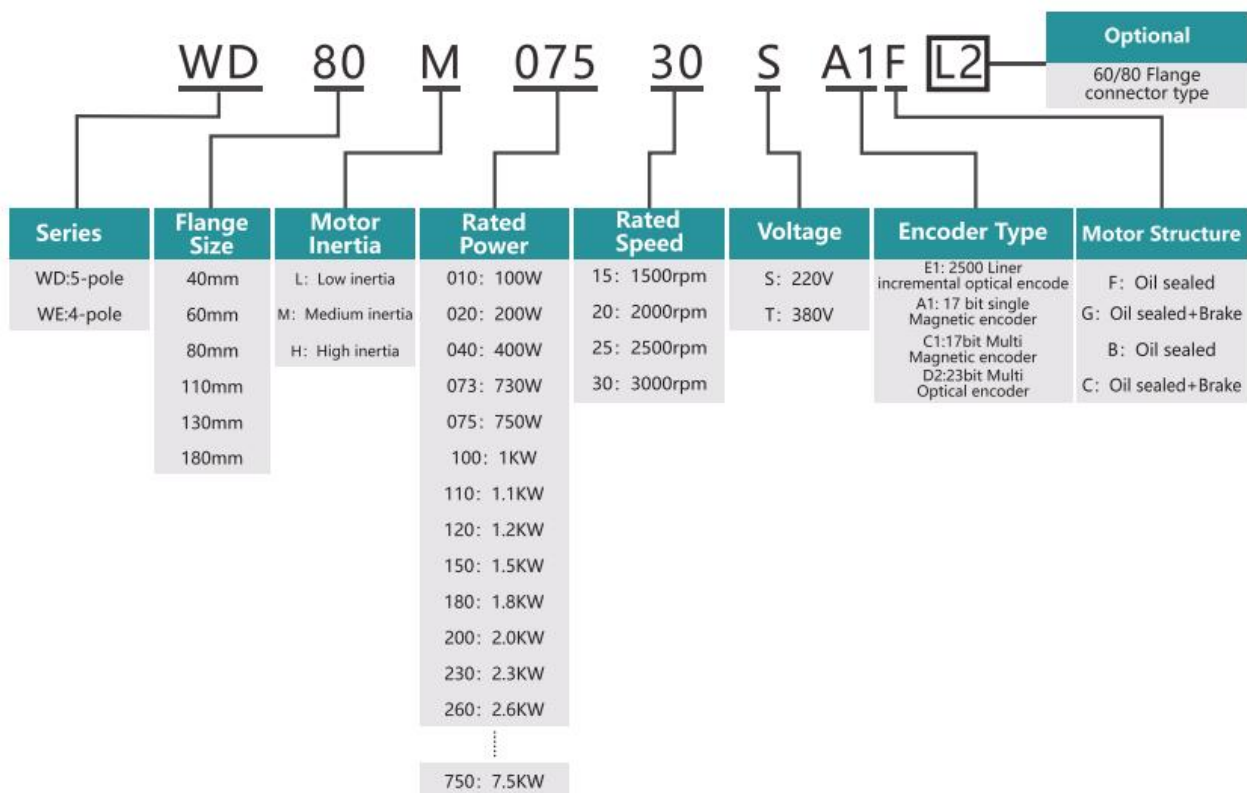 WD 80 M 075 30 S A1 F L2
Optional
60/80 Flange
connector type
Series
WD:5-pole
WE:4-pole
Flange
Size
40mm
60mm
80mm
110mm
130mm
180mm
Motor
Inertia
L: Low inertia
M: Medium inertia
H: High inertia
Rated
Power
010: 100W
020: 200W
040: 400W
073: 730W
075: 750W
100: 1KW
110: 1.1KW
120: 1.2KW
150: 1.5KW
180: 1.8KW
200: 2.0KW
230: 2.3KW
260: 2.6KW
750: 7.5KW
Rated
Speed
15: 1500rpm
20: 2000rpm
25: 2500rpm
30: 3000rpm
Voltage
S: 220V
T: 380V
Encoder Type
E1: 2500 Liner
incremental optical encode
A1: 17 bit single
Magnetic encoder
C1:17bit Multi
Magnetic encoder
D2:23bit Multi
Optical encoder
Motor Structure
F: Oil sealed
G: Oil sealed+Brake
B: Oil sealed
C: Oil sealed+Brake